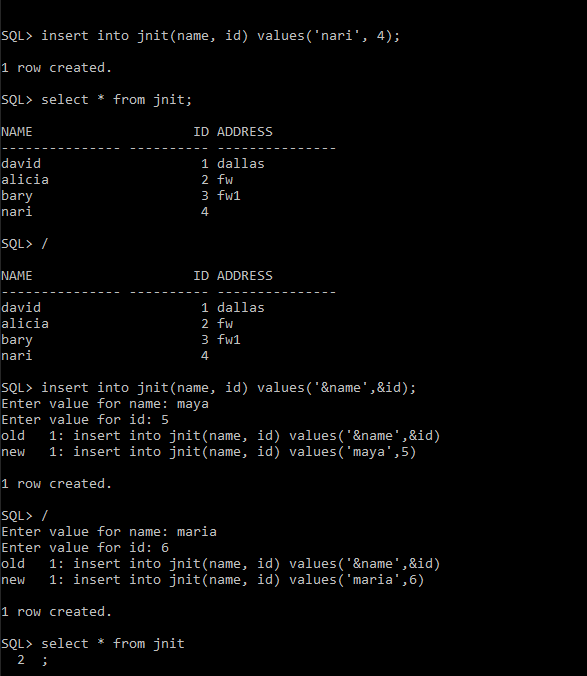 SQL> insert into jnit(name, id) values('nari', 4);
1 row created.
SQL> select * from jnit;
NAME                    ID ADDRESS
--------------- ---------- ---------------
david                    1 dallas
alicia                   2 fw
bary                     3 fw1
nari                     4
SQL> /
NAME                    ID ADDRESS
--------------- ---------- ---------------
david                    1 dallas
alicia                   2 fw
bary                     3 fw1
nari                     4
SQL> insert into jnit(name, id) values('&name',&id);
Enter value for name: maya
Enter value for id: 5
old   1: insert into jnit(name, id) values('&name',&id)
new   1: insert into jnit(name, id) values('maya',5)
1 row created.
SQL> /
Enter value for name: maria
Enter value for id: 6
old   1: insert into jnit(name, id) values('&name',&id)
new   1: insert into jnit(name, id) values('maria',6)
1 row created.
SQL> select * from jnit
  2  ;